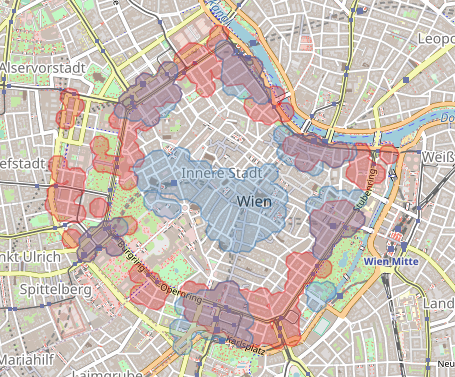 Leopo
Alservorstadt
Do
efstadt
Innere Stadt
Weiß
Wien
Stubenring
nkt Ulrich
Burgring
Opernring
Wien Mitte
Spittelberg
Land
Karlsplatz
Mariahilf
Laimgrube
Neu